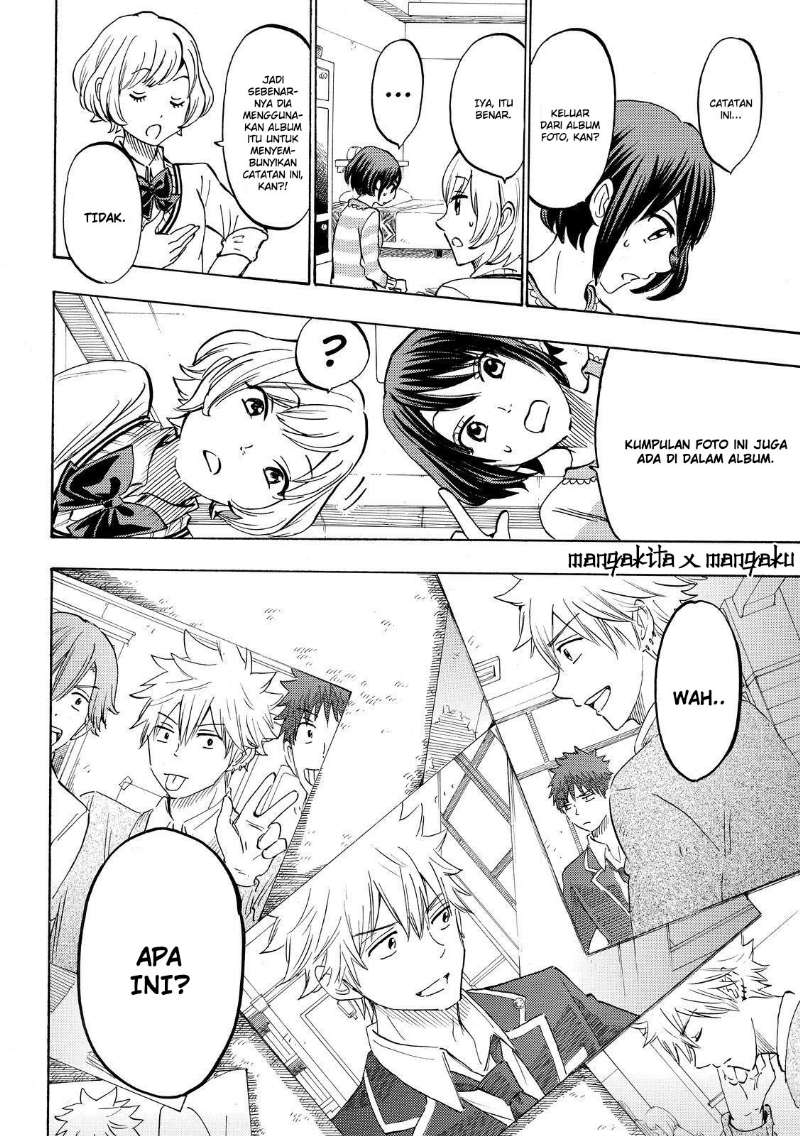 CATATAN
INI...
KELUAR
DARI ALBUM
FOTO, KAN?
IYA, ITU
BENAR.
...
JADI
SEBENAR-
NYA DIA
MENGGUNA-
KAN ALBUM
ITU UNTUK
MENYEM-
BUNYIKAN
CATATAN INI,
KAN?!
TIDAK.
KUMPULAN FOTO INI JUGA
ADA DI DALAM ALBUM.
?
mangakita x mangaku
WAH..
APA
INI?